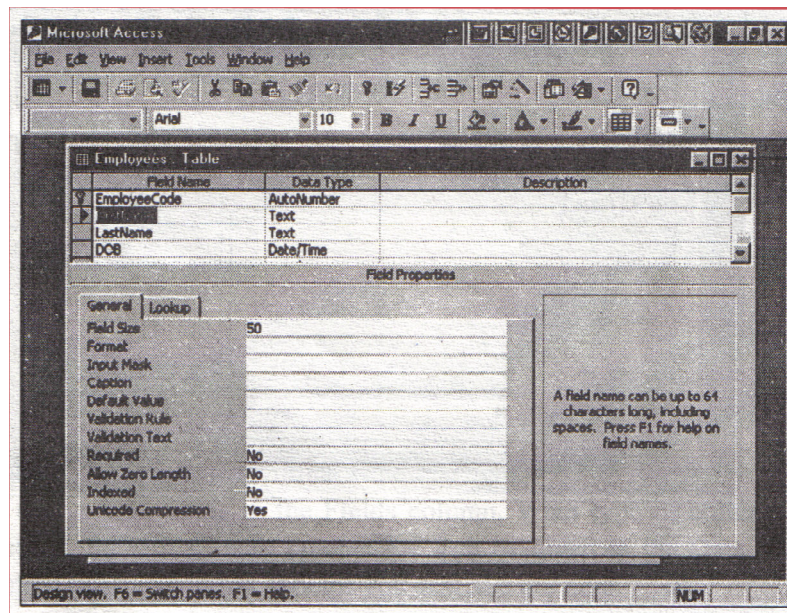 Microsoft Access
File Edit View Insert Tools Window Help
Arial 10 B I U
Employees : Table
Field Name Data Type Description
EmployeeCode AutoNumber
Text
LastName Text
DOB Date/Time
Field Properties
General Lookup
Field Size 50
Format
Input Mask
Caption
Default Value
Validation Rule
Validation Text
Required No
Allow Zero Length No
Indexed No
Unicode Compression Yes
A field name can be up to 64
characters long, including
spaces. Press F1 for help on
field names.
Design view. F6 = Switch panes. F1 = Help. NUM